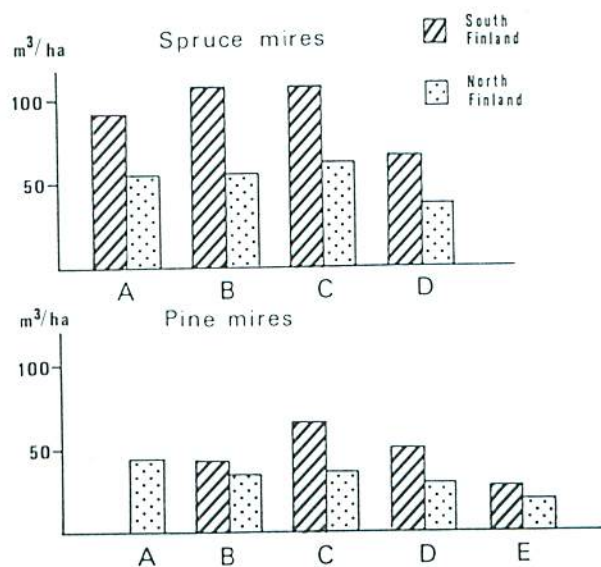 m³/ha
Spruce mires
South
Finland
North
Finland
100
50
A B C D
m³/ha
Pine mires
100
50
A B C D E